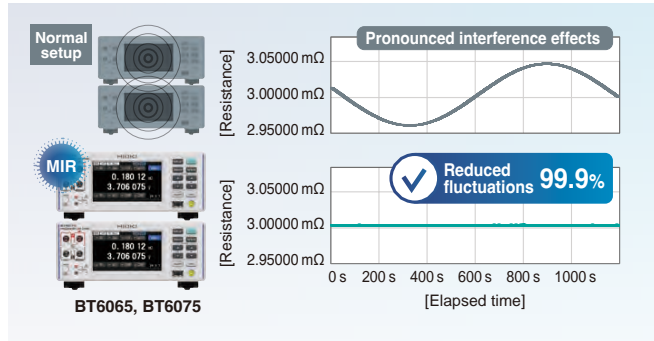 Normal
setup
Pronounced interference effects
[Resistance]
3.05000 mΩ
3.00000 mΩ
2.95000 mΩ
MIR
HIOKI
0.180 12
3.706 075
HIOKI
0.180 12
3.706 075
BT6065, BT6075
Reduced
fluctuations 99.9%
[Resistance]
3.05000 mΩ
3.00000 mΩ
2.95000 mΩ
0 s 200 s 400 s 600 s 800 s 1000 s
[Elapsed time]